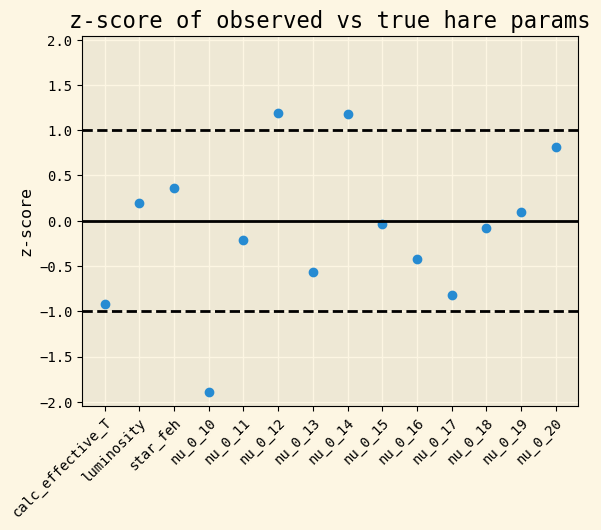 z-score of observed vs true hare params
z-score
2.0
1.5
1.0
0.5
0.0
−0.5
−1.0
−1.5
−2.0
calc_effective_T
luminosity
star_feh
nu_0_10
nu_0_11
nu_0_12
nu_0_13
nu_0_14
nu_0_15
nu_0_16
nu_0_17
nu_0_18
nu_0_19
nu_0_20